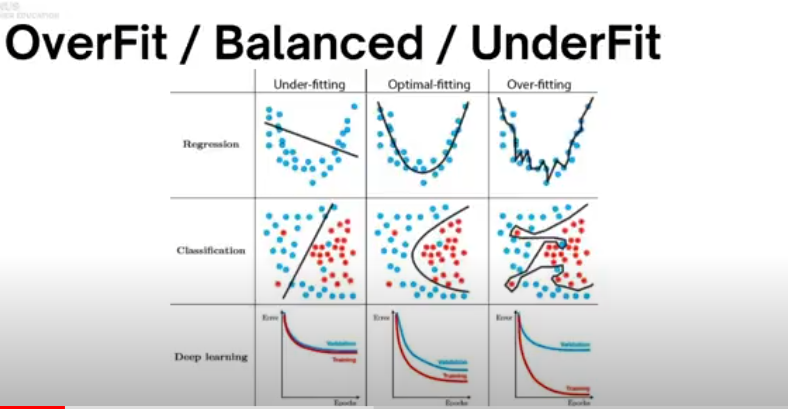 OverFit / Balanced / UnderFit
Under-fitting Optimal-fitting Over-fitting
Regression
Classification
Error Validation Training Epochs
Error Validation Training Epochs
Error Validation Training Epochs
Deep learning